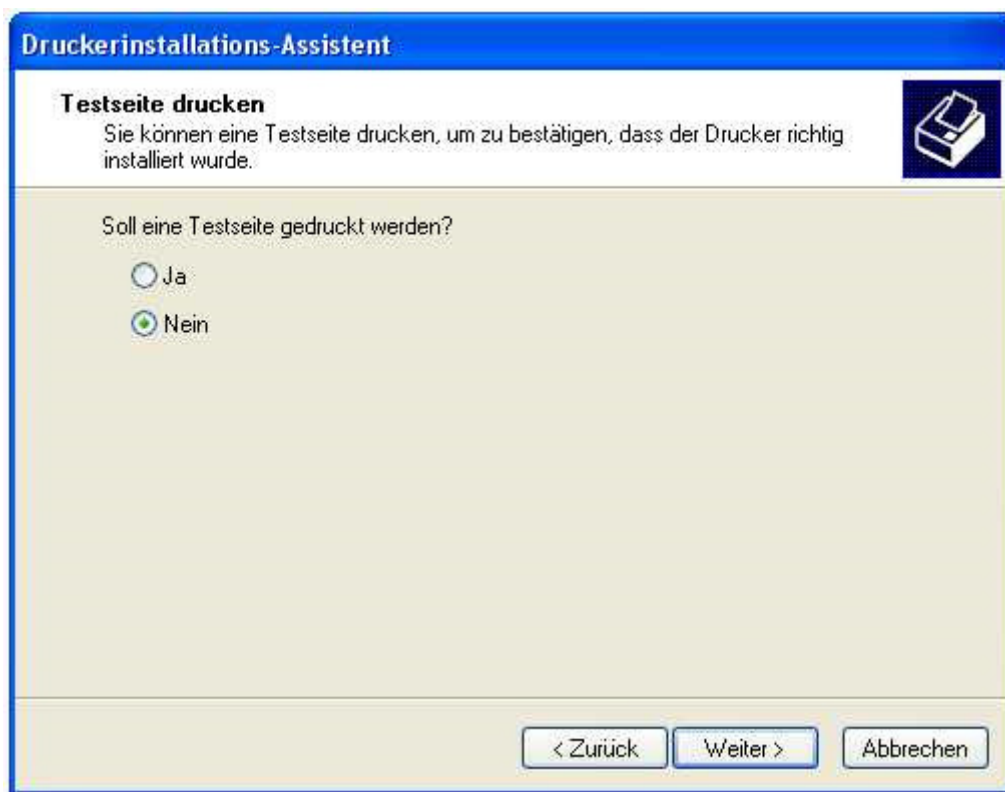 Druckerinstallations-Assistent
Testseite drucken
Sie können eine Testseite drucken, um zu bestätigen, dass der Drucker richtig
installiert wurde.
Soll eine Testseite gedruckt werden?
Ja
Nein
< Zurück
Weiter >
Abbrechen